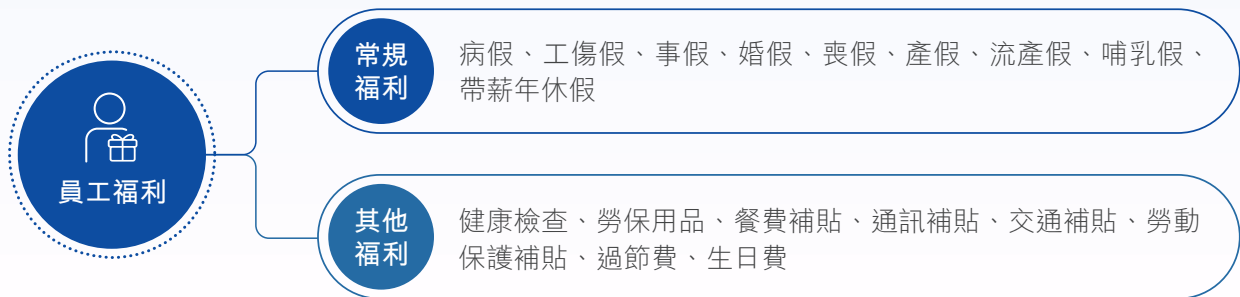 員工福利
常規
福利
病假、工傷假、事假、婚假、喪假、產假、流產假、哺乳假、
帶薪年休假
其他
福利
健康檢查、勞保用品、餐費補貼、通訊補貼、交通補貼、勞動
保護補貼、過節費、生日費